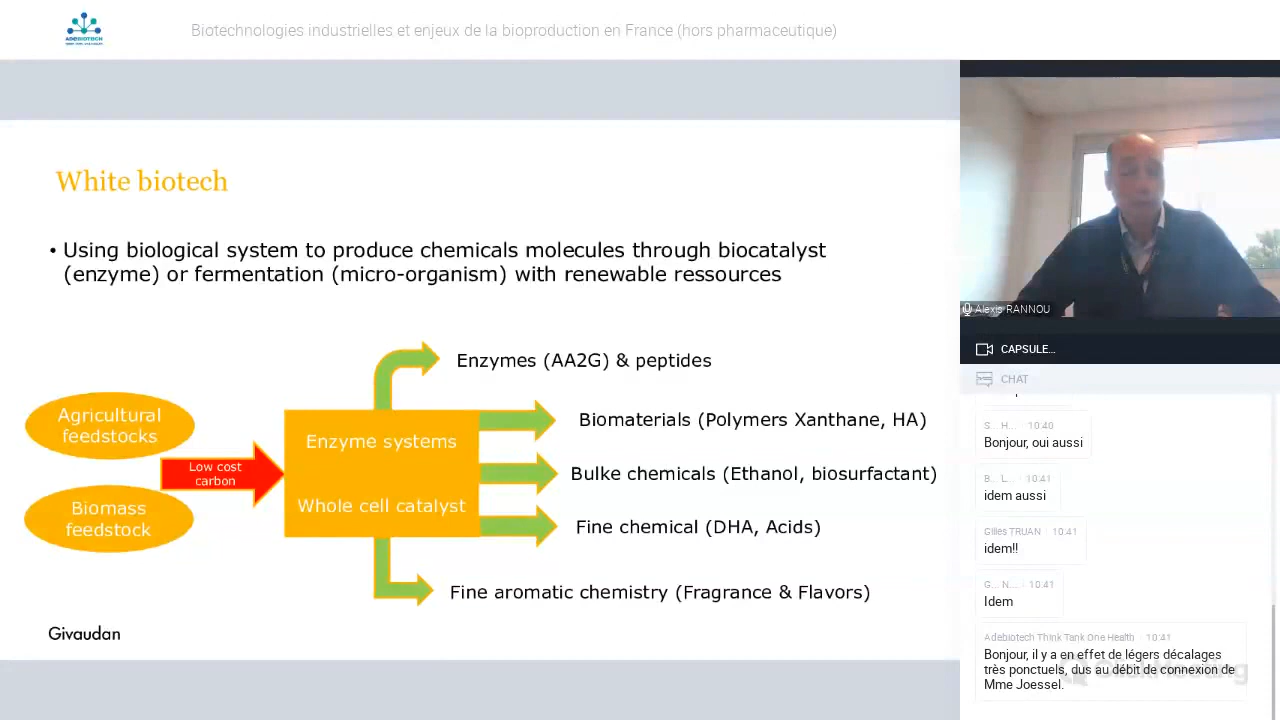 ADEBIOTECH
Biotechnologies industrielles et enjeux de la bioproduction en France (hors pharmaceutique)
White biotech
• Using biological system to produce chemicals molecules through biocatalyst
(enzyme) or fermentation (micro-organism) with renewable ressources
Enzymes (AA2G) & peptides
Agricultural
feedstocks
Biomass
feedstock
Low cost
carbon
Enzyme systems
Whole cell catalyst
Biomaterials (Polymers Xanthane, HA)
Bulke chemicals (Ethanol, biosurfactant)
Fine chemical (DHA, Acids)
Fine aromatic chemistry (Fragrance & Flavors)
Givaudan
Alexis RANNOU
CAPSULE...
CHAT
S... H... · 10:40
Bonjour, oui aussi
B... L... · 10:41
idem aussi
Gilles TRUAN · 10:41
idem!!
G... N... · 10:41
Idem
Adebiotech Think Tank One Health · 10:41
Bonjour, il y a en effet de légers décalages
très ponctuels, dus au débit de connexion de
Mme Joessel.